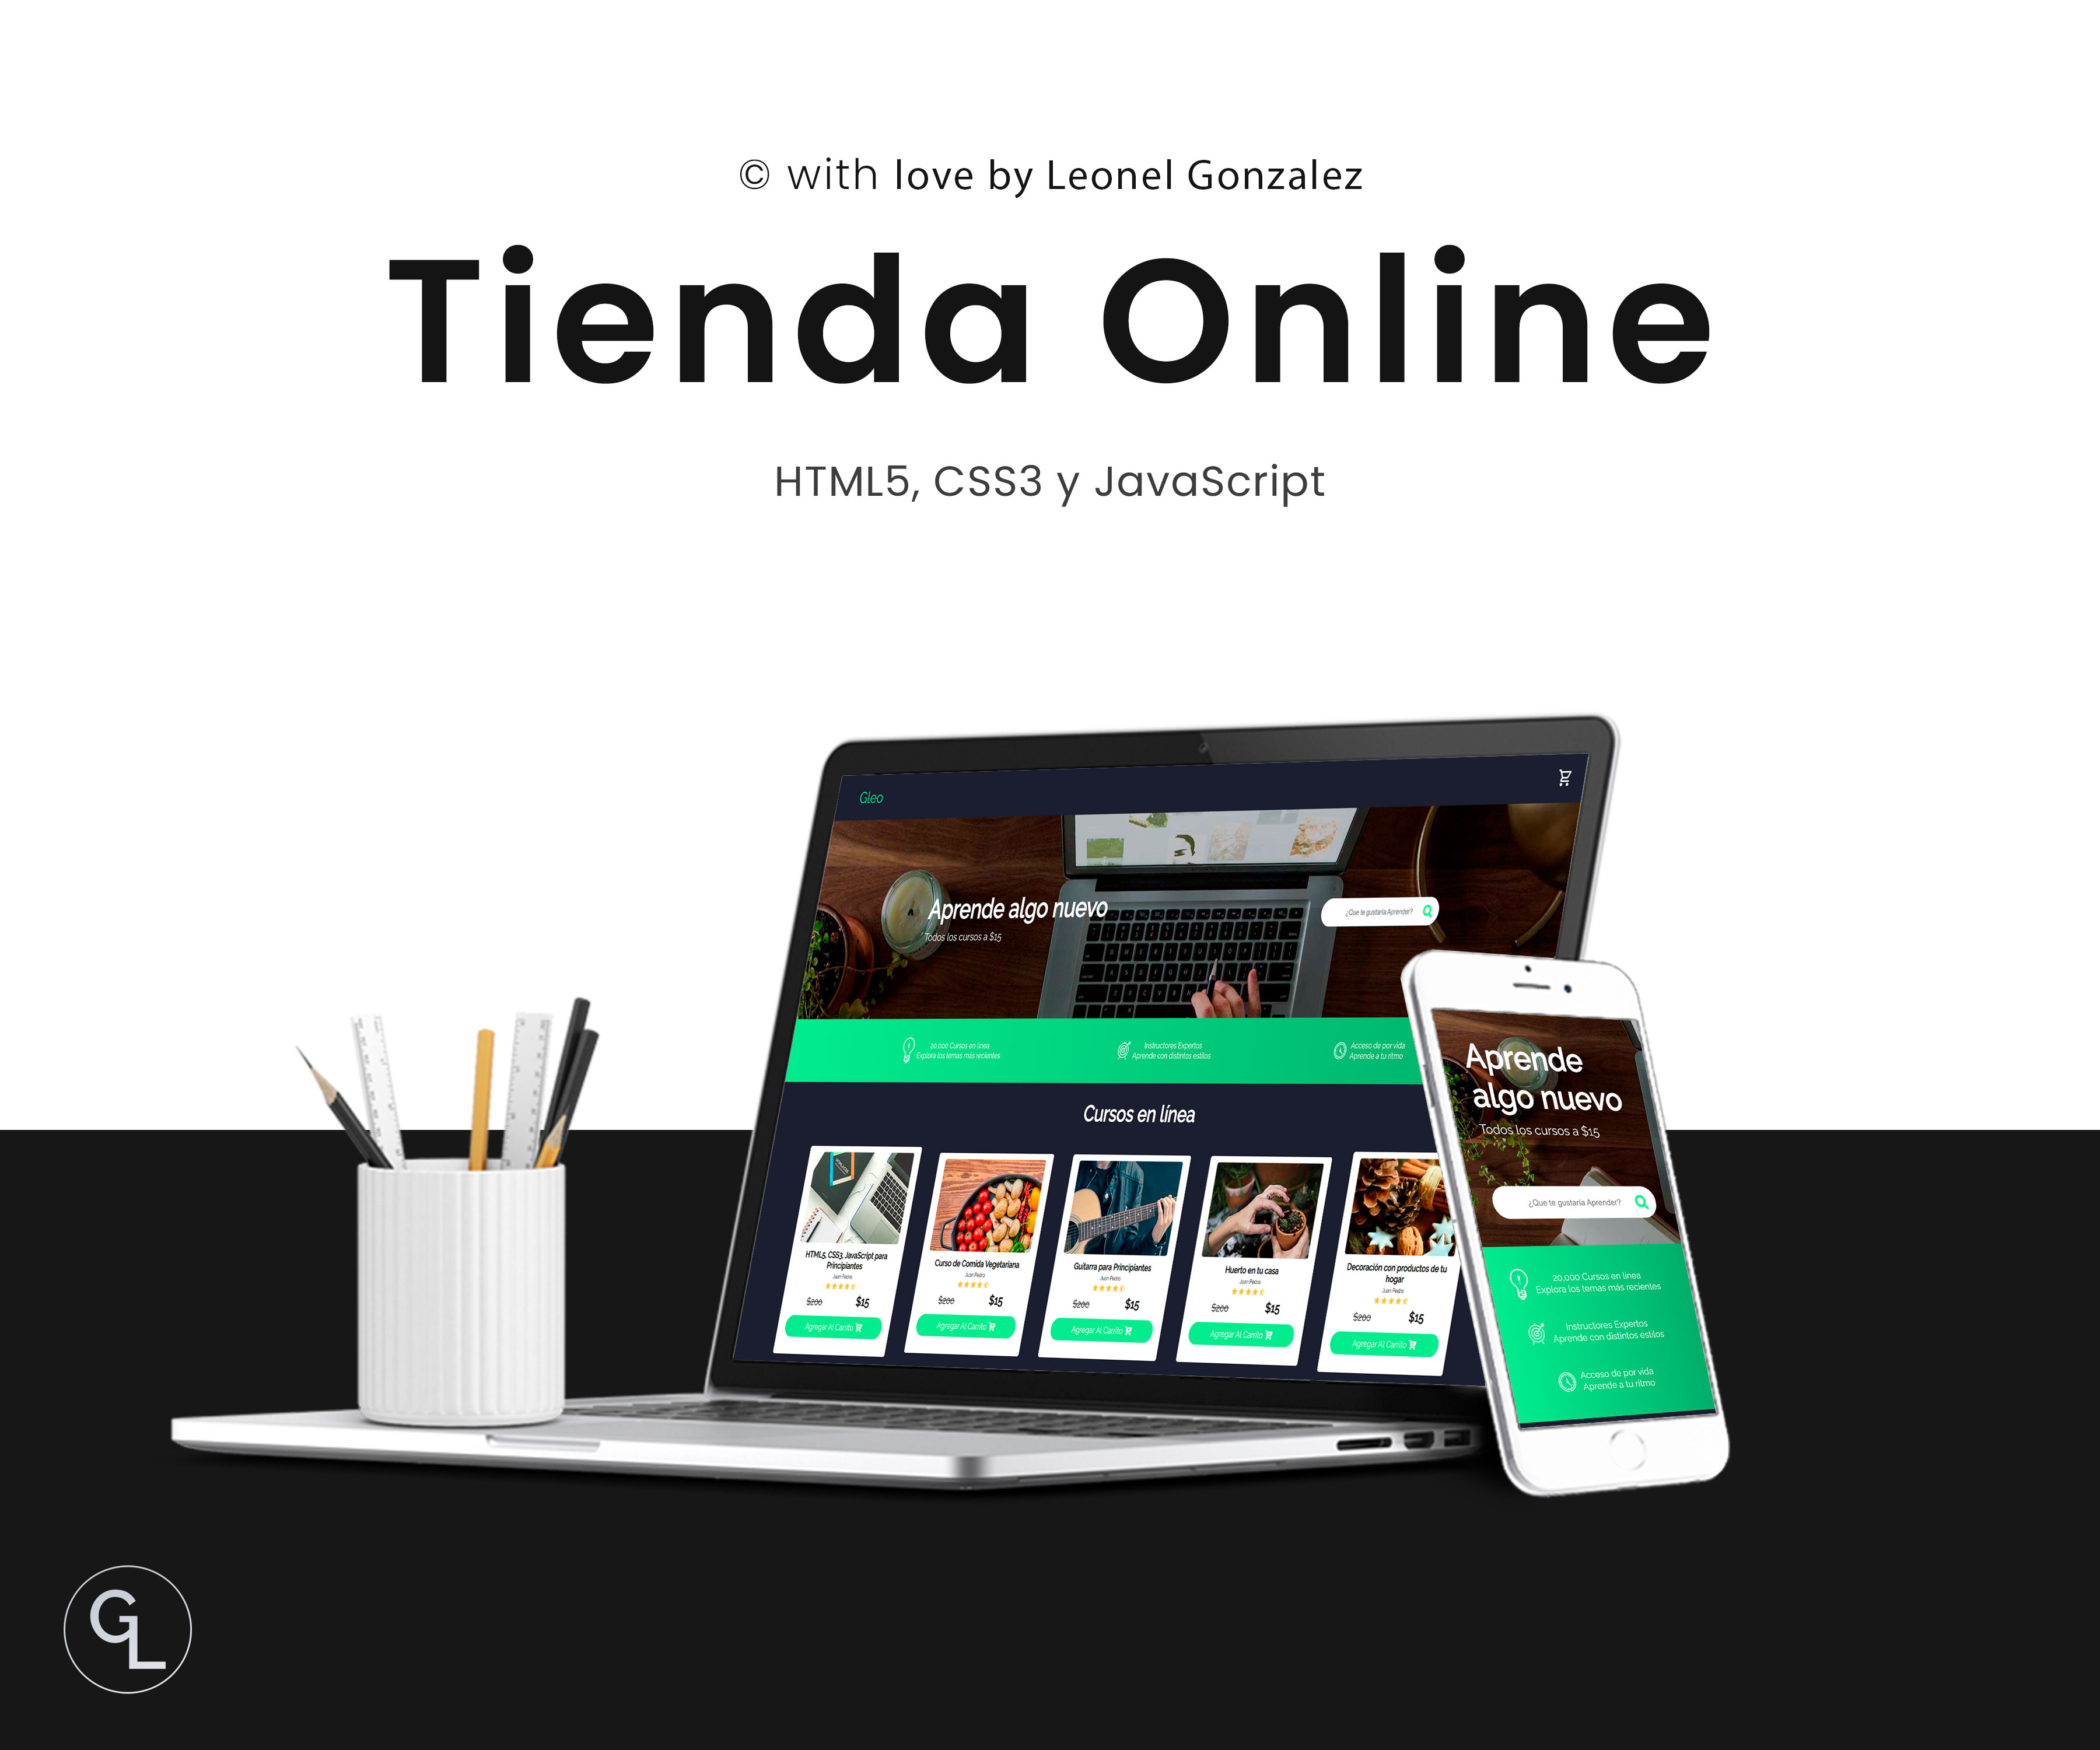 © with love by Leonel Gonzalez
Tienda Online
HTML5, CSS3 y JavaScript
Gleo
Aprende algo nuevo
Todos los cursos a $15
¿Que te gustaría Aprender?
20,000 Cursos en línea
Explora los temas más recientes
Instructores Expertos
Aprende con distintos estilos
Acceso de por vida
Aprende a tu ritmo
Cursos en línea
HTML5, CSS3, JavaScript para
Principiantes
Juan Pedro
$200 $15
Agregar Al Carrito
Curso de Comida Vegetariana
Juan Pedro
$200 $15
Agregar Al Carrito
Guitarra para Principiantes
Juan Pedro
$200 $15
Agregar Al Carrito
Huerto en tu casa
Juan Pedro
$200 $15
Agregar Al Carrito
Decoración con productos de tu
hogar
Juan Pedro
$200 $15
Agregar Al Carrito
Aprende
algo nuevo
Todos los cursos a $15
¿Que te gustaría Aprender?
20,000 Cursos en línea
Explora los temas más recientes
Instructores Expertos
Aprende con distintos estilos
Acceso de por vida
Aprende a tu ritmo
GL